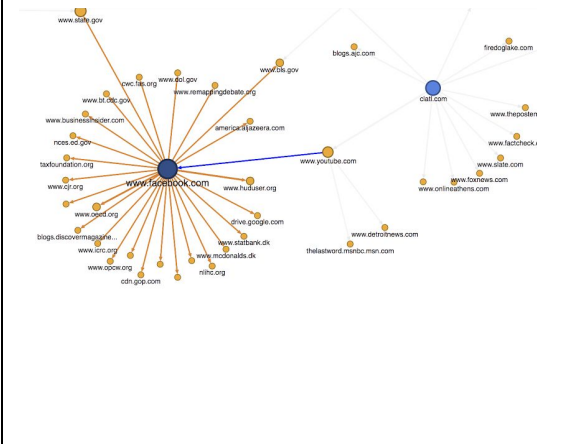 www.state.gov
firedoglake.com
blogs.ajc.com
www.bls.gov
www.dol.gov
cwc.fas.org
www.remappingdebate.org
clatl.com
www.bt.cdc.gov
www.theposten
www.businessinsider.com
america.aljazeera.com
nces.ed.gov
www.factcheck.
www.youtube.com
www.slate.com
taxfoundation.org
www.foxnews.com
www.facebook.com
www.cjr.org
www.huduser.org
www.onlineathens.com
www.oecd.org
drive.google.com
www.detroitnews.com
blogs.discovermagazine...
www.statbank.dk
www.icrc.org
thelastword.msnbc.msn.com
www.mcdonalds.dk
www.opcw.org
nlihc.org
cdn.gop.com